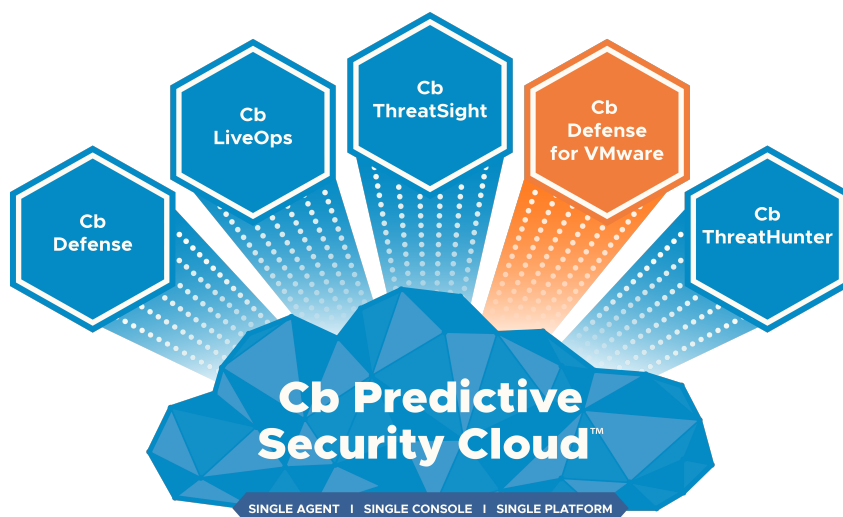 Cb
Defense
Cb
LiveOps
Cb
ThreatSight
Cb
Defense
for VMware
Cb
ThreatHunter
Cb Predictive
Security Cloud™
SINGLE AGENT I SINGLE CONSOLE I SINGLE PLATFORM